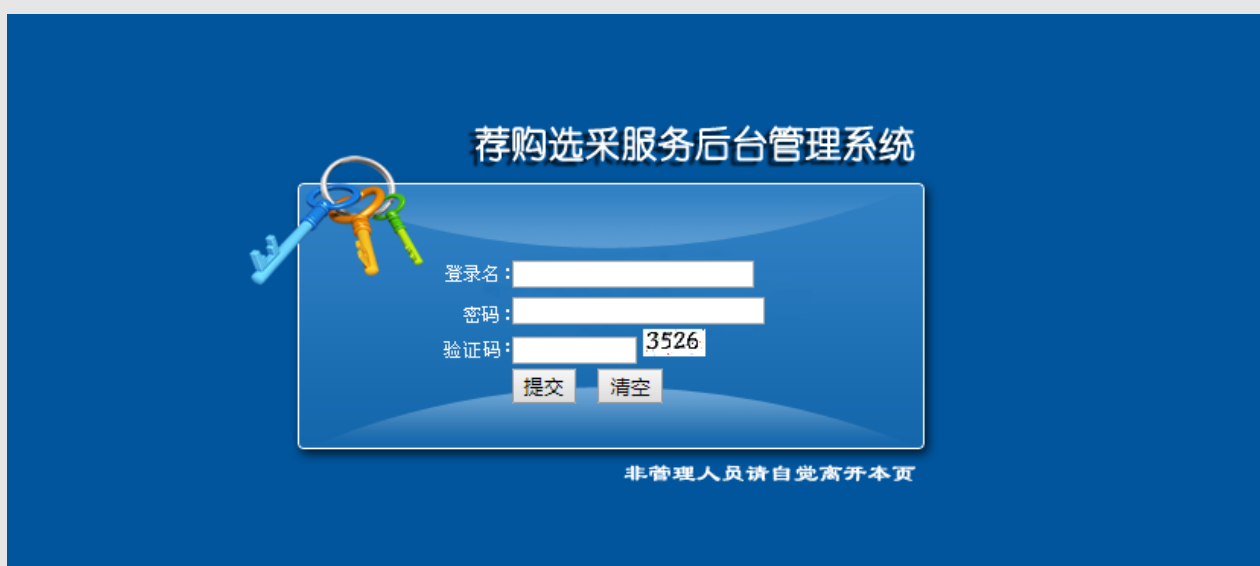 荐购选采服务后台管理系统
登录名：
密码：
验证码： 3526
提交 清空
非管理人员请自觉离开本页